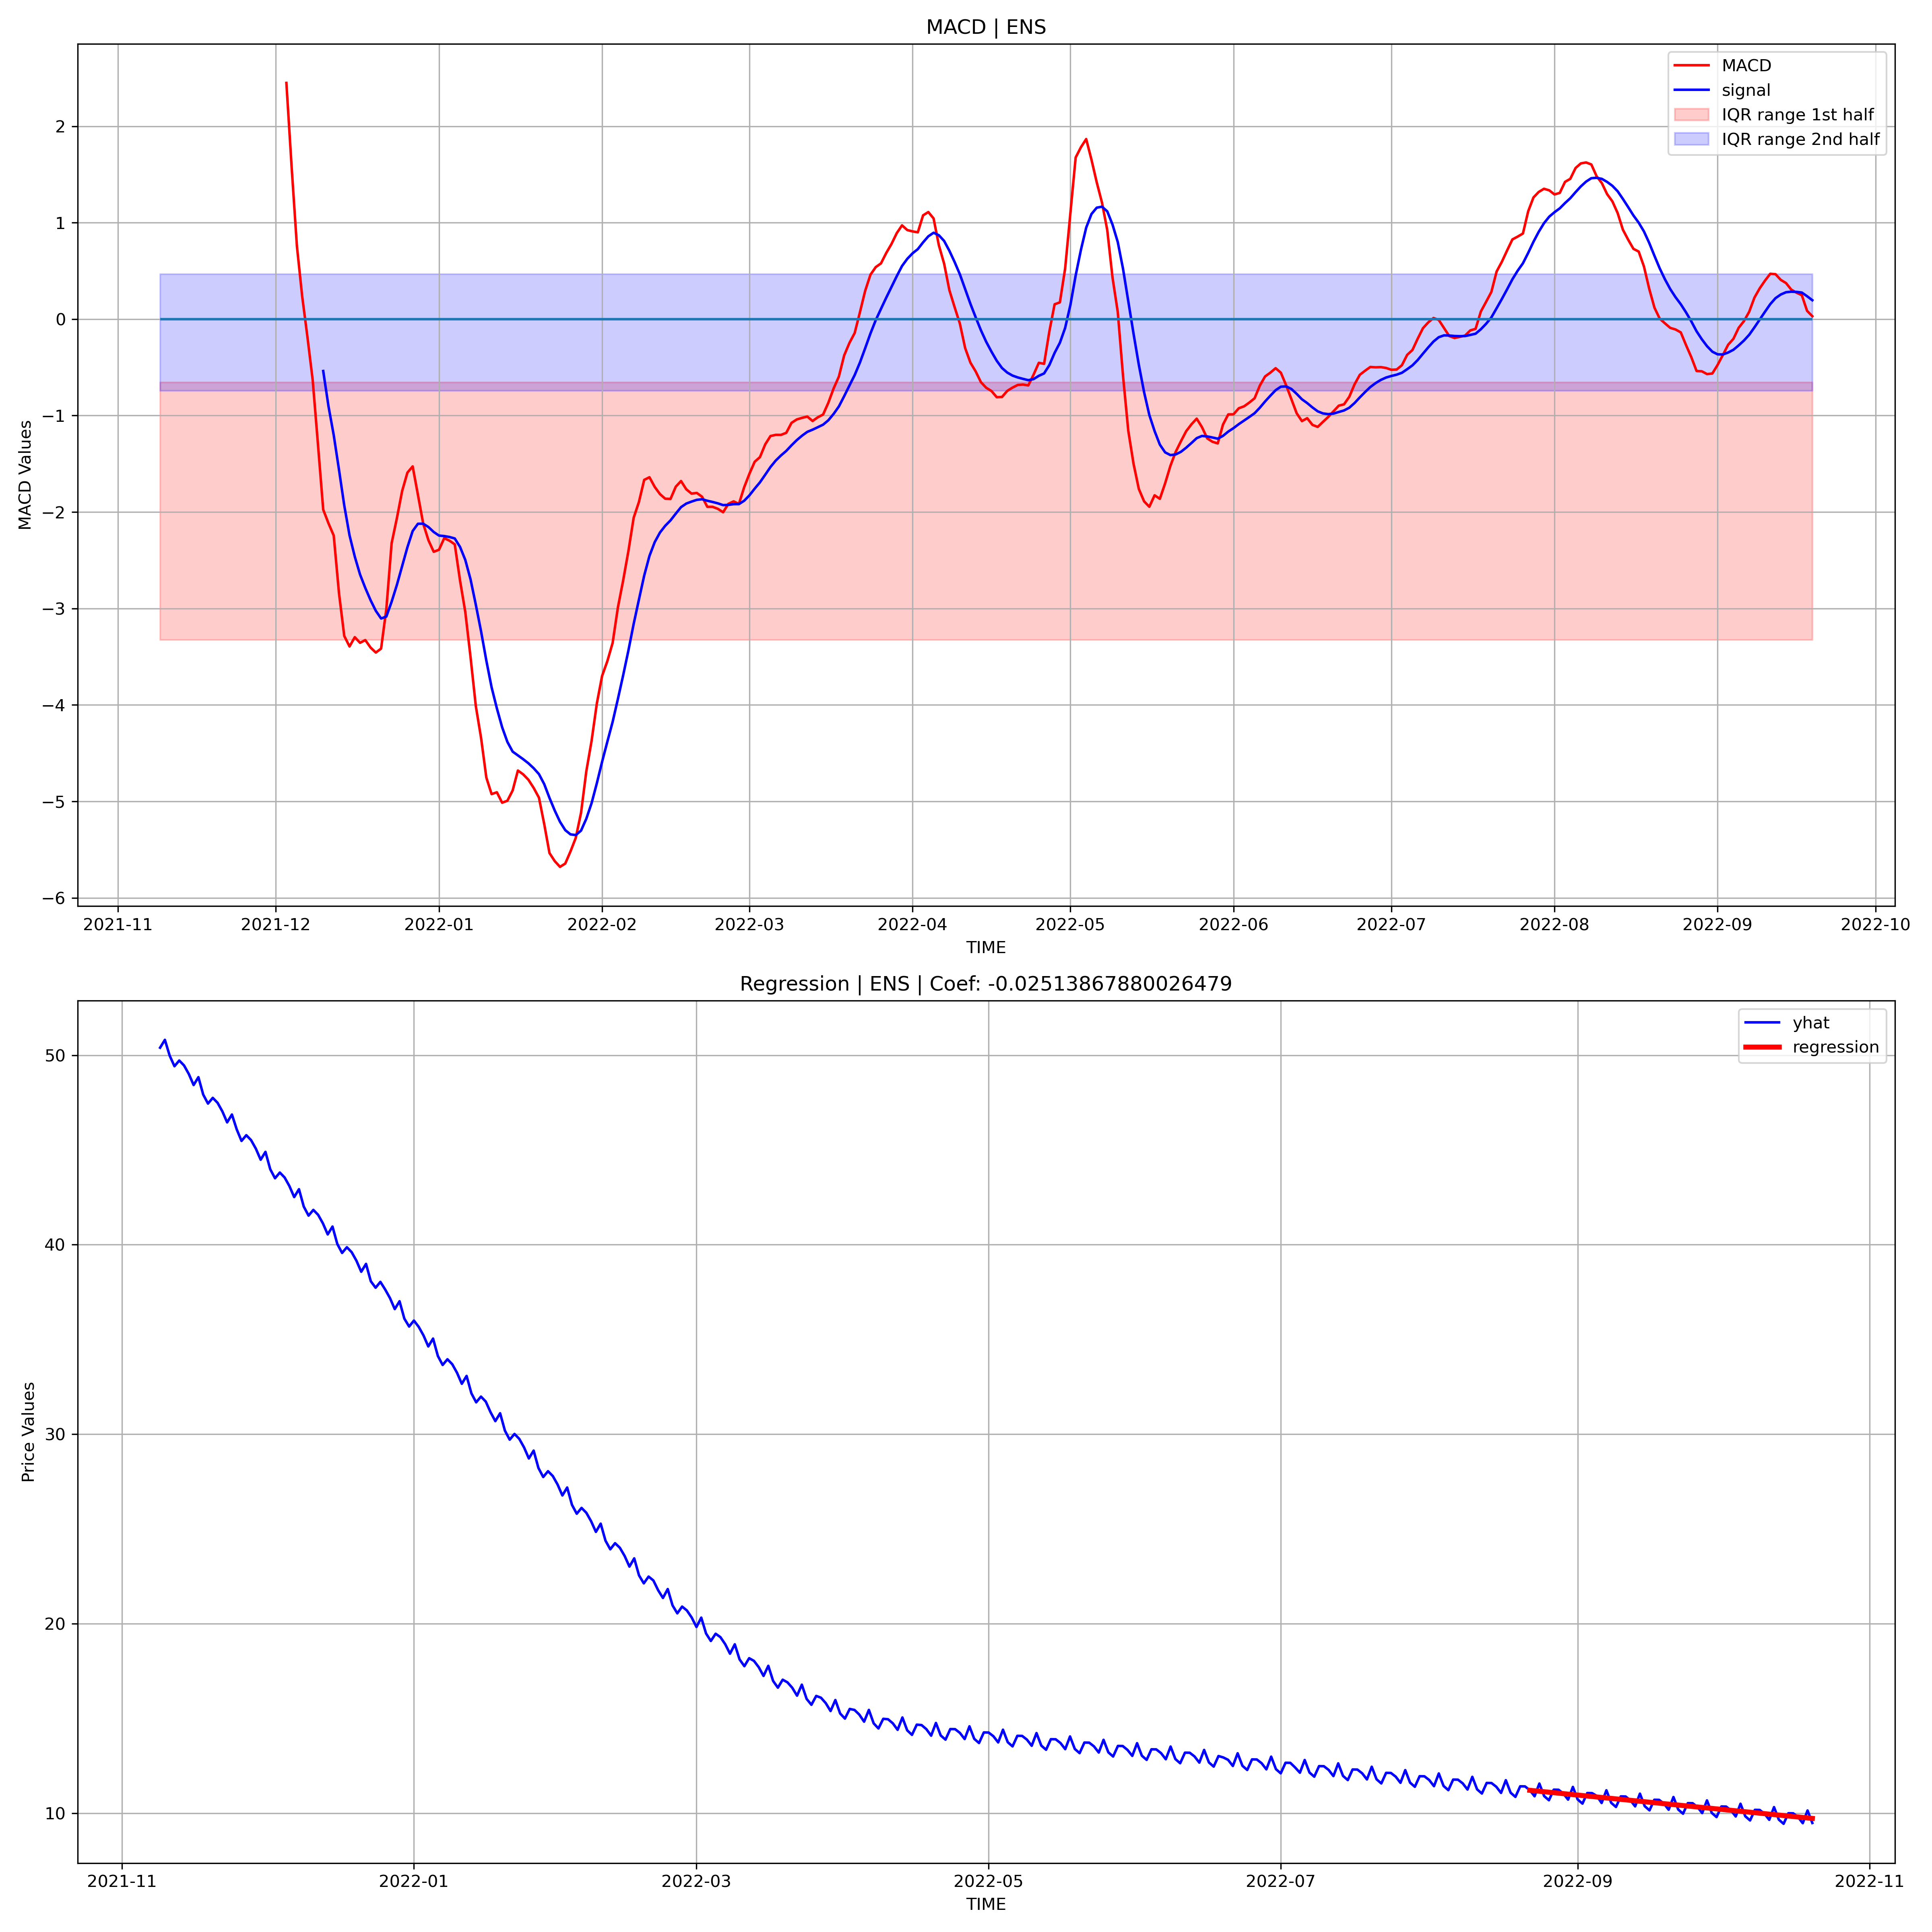 MACD | ENS
MACD
signal
IQR range 1st half
IQR range 2nd half
MACD Values
2
1
0
−1
−2
−3
−4
−5
−6
2021-11 2021-12 2022-01 2022-02 2022-03 2022-04 2022-05 2022-06 2022-07 2022-08 2022-09 2022-10
TIME
Regression | ENS | Coef: -0.02513867880026479
yhat
regression
Price Values
50
40
30
20
10
2021-11 2022-01 2022-03 2022-05 2022-07 2022-09 2022-11
TIME